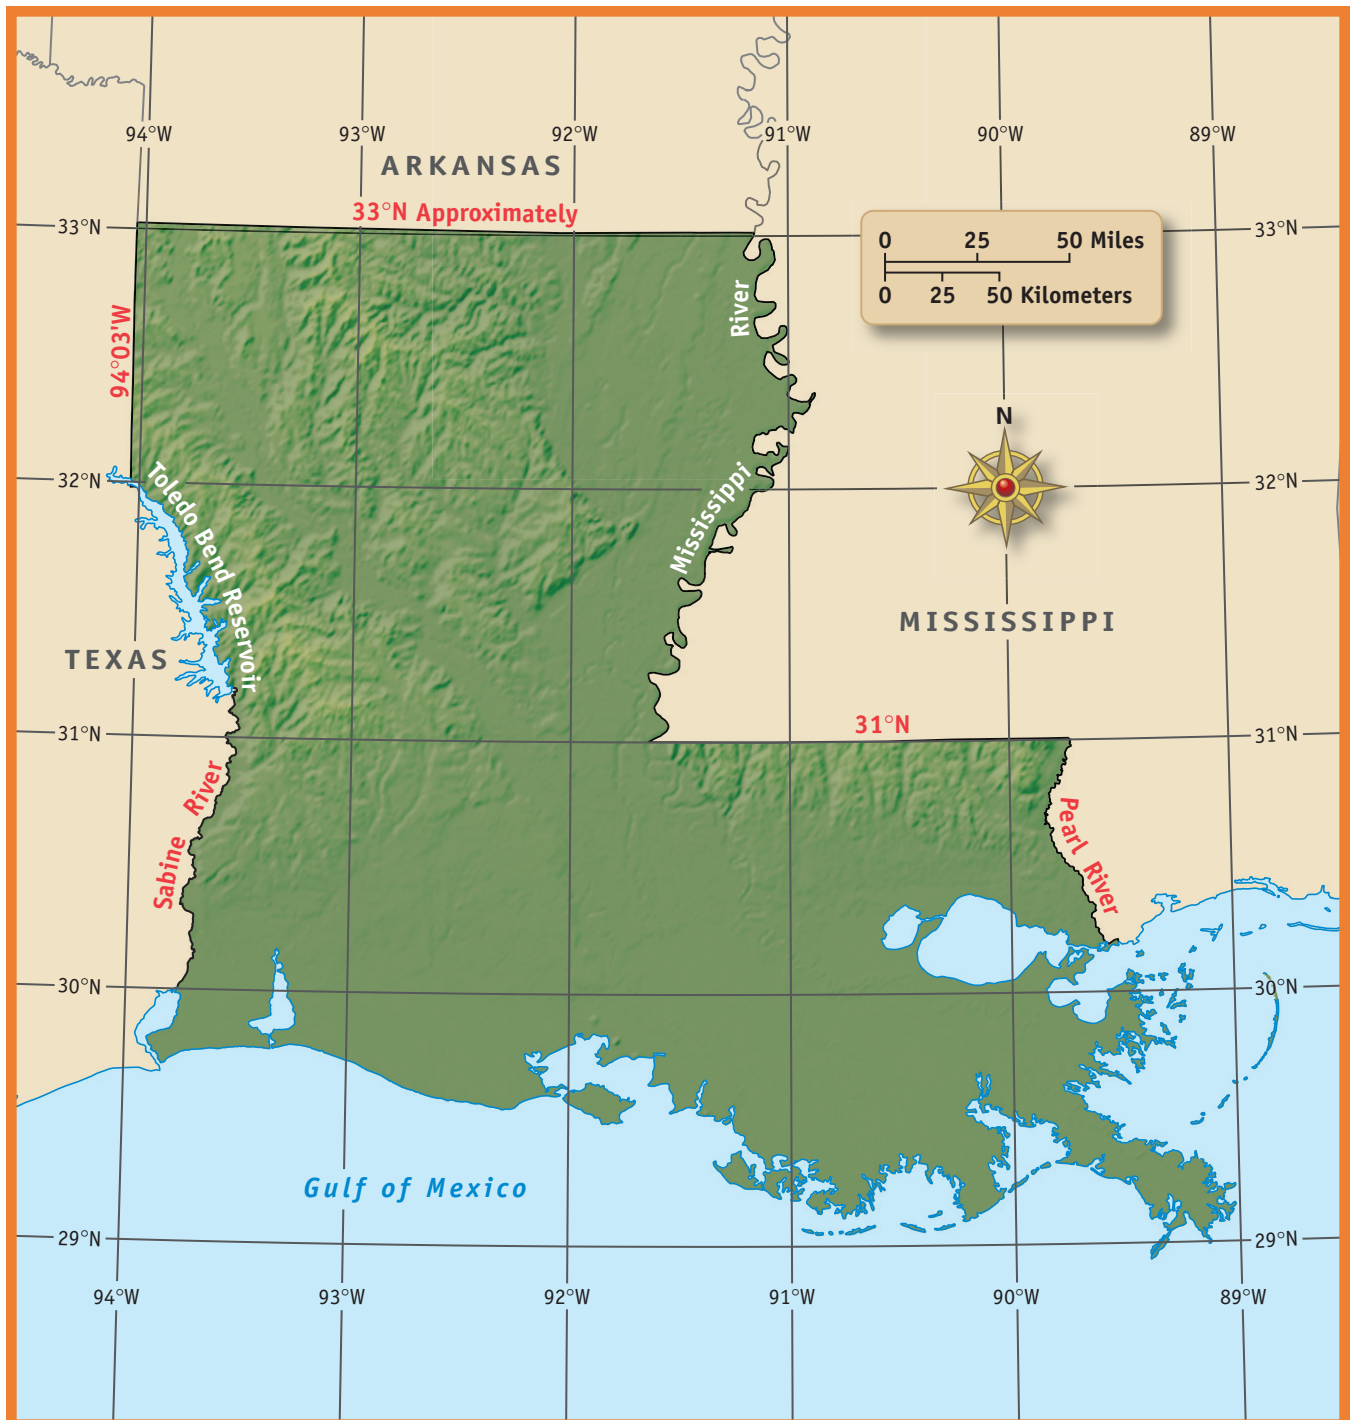 94°W 93°W 92°W 91°W 90°W 89°W
ARKANSAS
33°N Approximately
33°N
33°N
0 25 50 Miles
0 25 50 Kilometers
94°03'W
River
Mississippi
N
32°N
32°N
Toledo Bend Reservoir
MISSISSIPPI
TEXAS
31°N
31°N
31°N
Sabine River
Pearl River
30°N
30°N
Gulf of Mexico
29°N
29°N
94°W 93°W 92°W 91°W 90°W 89°W